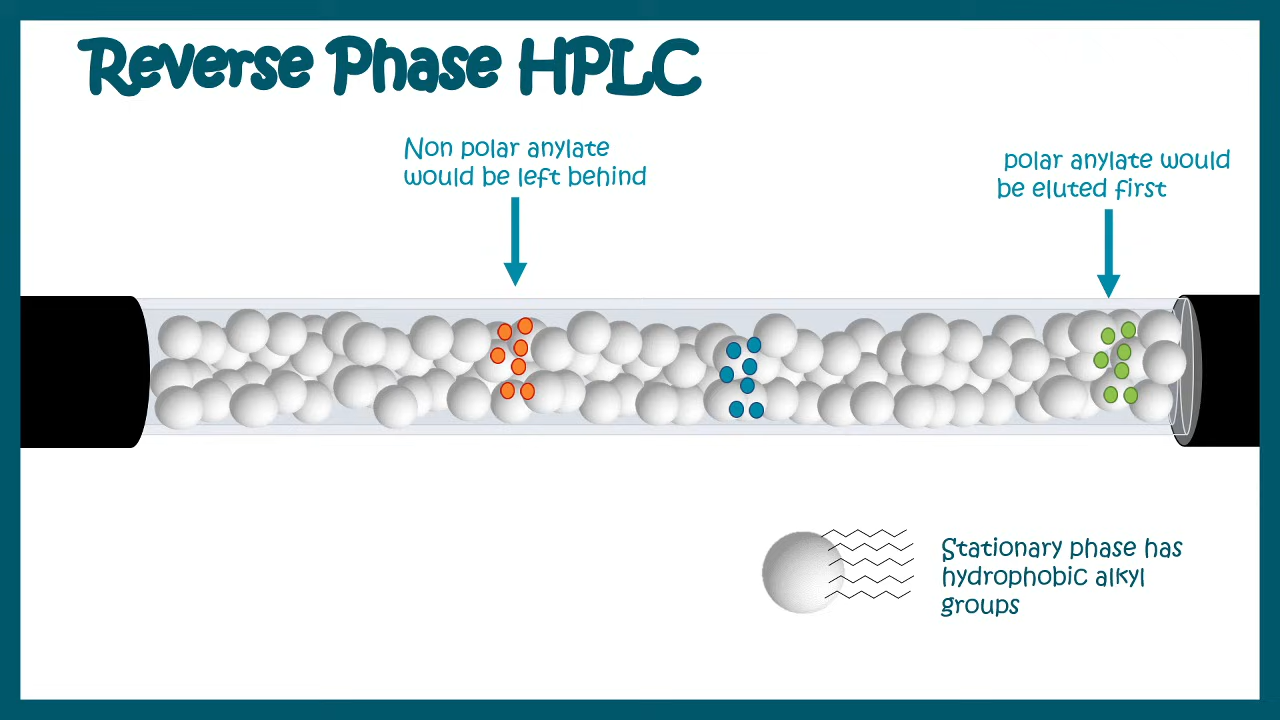 Reverse Phase HPLC
Non polar anylate
would be left behind
polar anylate would
be eluted first
Stationary phase has
hydrophobic alkyl
groups